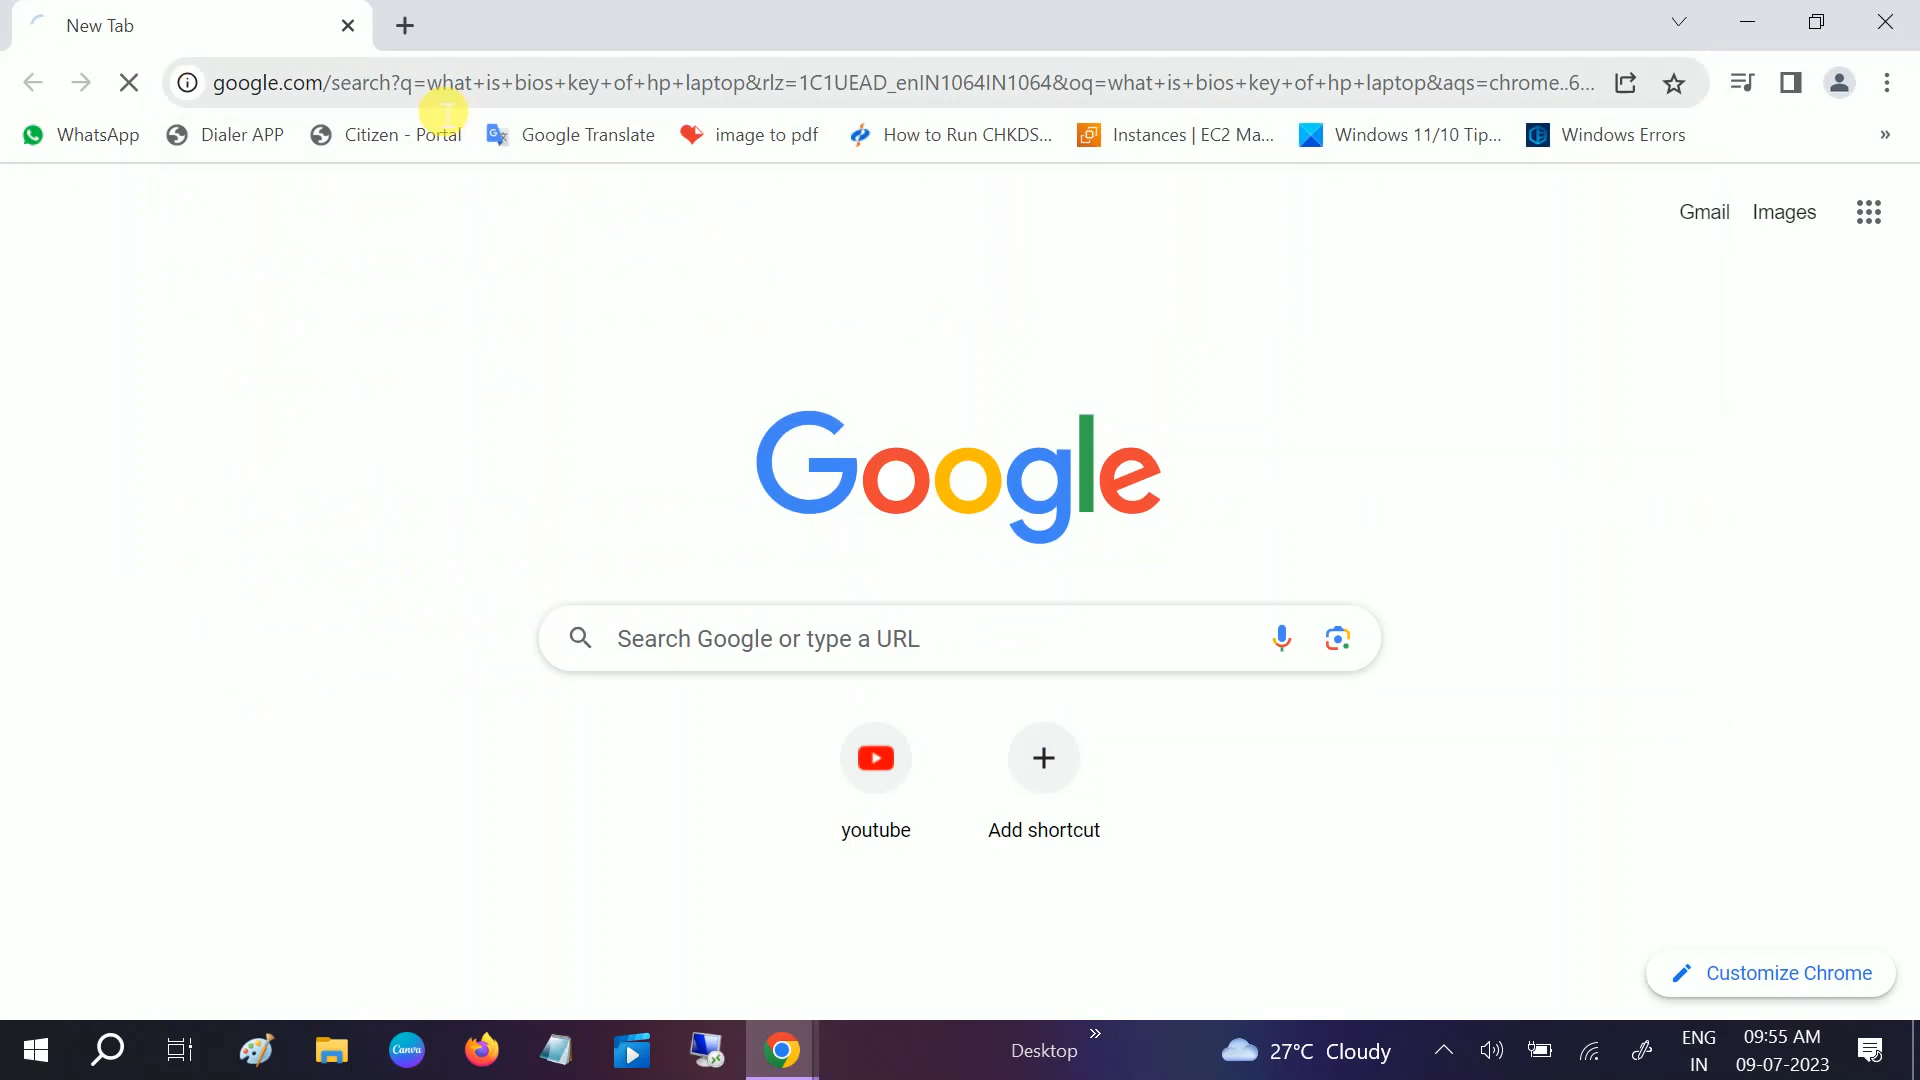 New Tab
google.com/search?q=what+is+bios+key+of+hp+laptop&rlz=1C1UEAD_enIN1064IN1064&oq=what+is+bios+key+of+hp+laptop&aqs=chrome..6...
WhatsApp Dialer APP Citizen - Portal Google Translate image to pdf How to Run CHKDS... Instances | EC2 Ma... Windows 11/10 Tip... Windows Errors »
Gmail Images
Google
Search Google or type a URL
youtube Add shortcut
Customize Chrome
Canva Desktop » 27°C Cloudy
ENG 09:55 AM
IN 09-07-2023